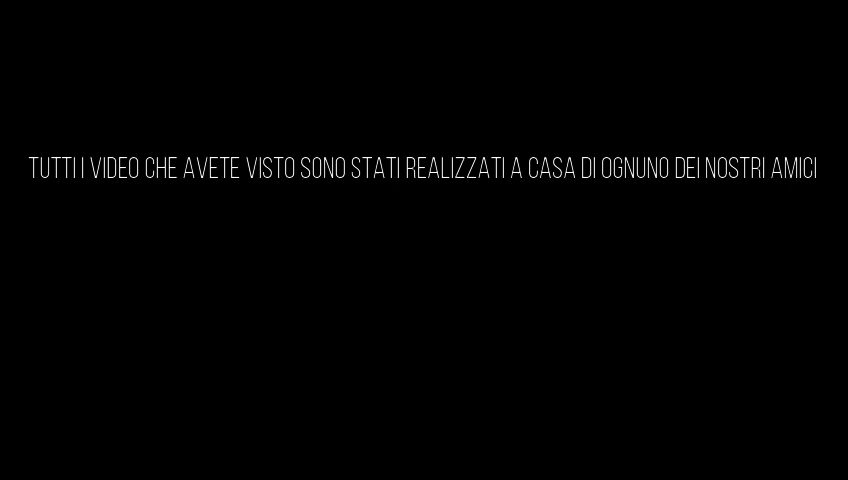 TUTTI I VIDEO CHE AVETE VISTO SONO STATI REALIZZATI A CASA DI OGNUNO DEI NOSTRI AMICI